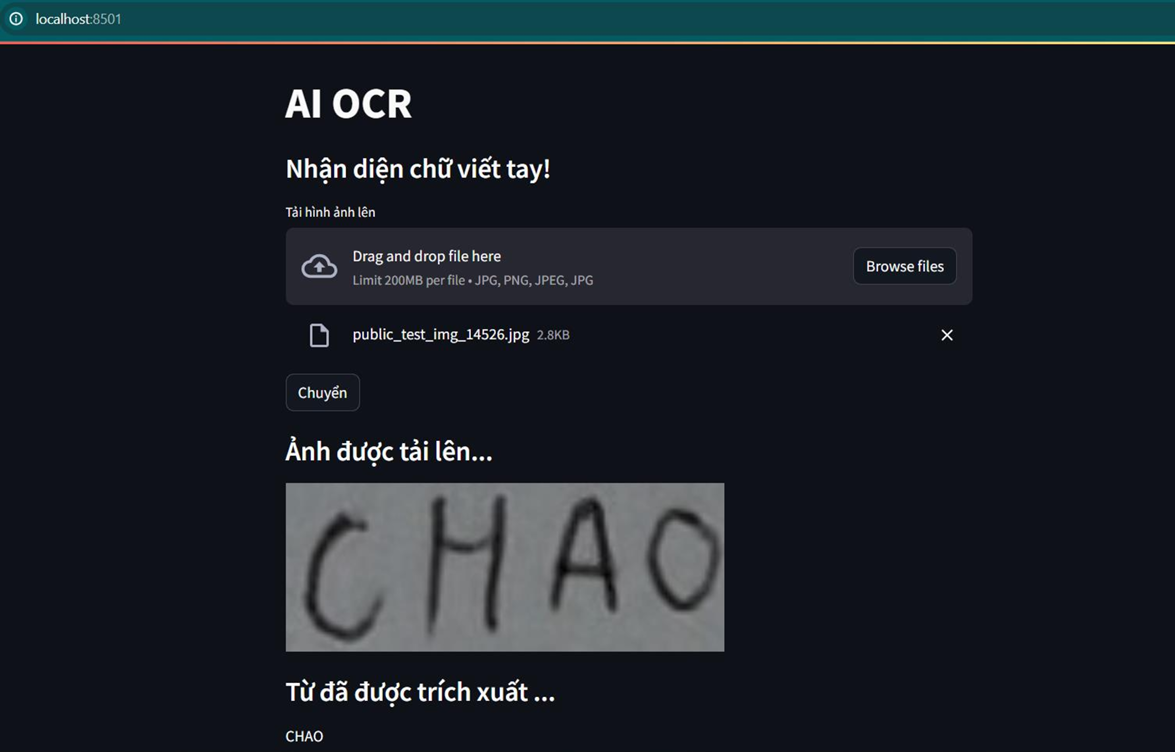 localhost:8501
AI OCR
Nhận diện chữ viết tay!
Tải hình ảnh lên
Drag and drop file here
Limit 200MB per file • JPG, PNG, JPEG, JPG
Browse files
public_test_img_14526.jpg 2.8KB
Chuyển
Ảnh được tải lên...
CHAO
Từ đã được trích xuất ...
CHAO